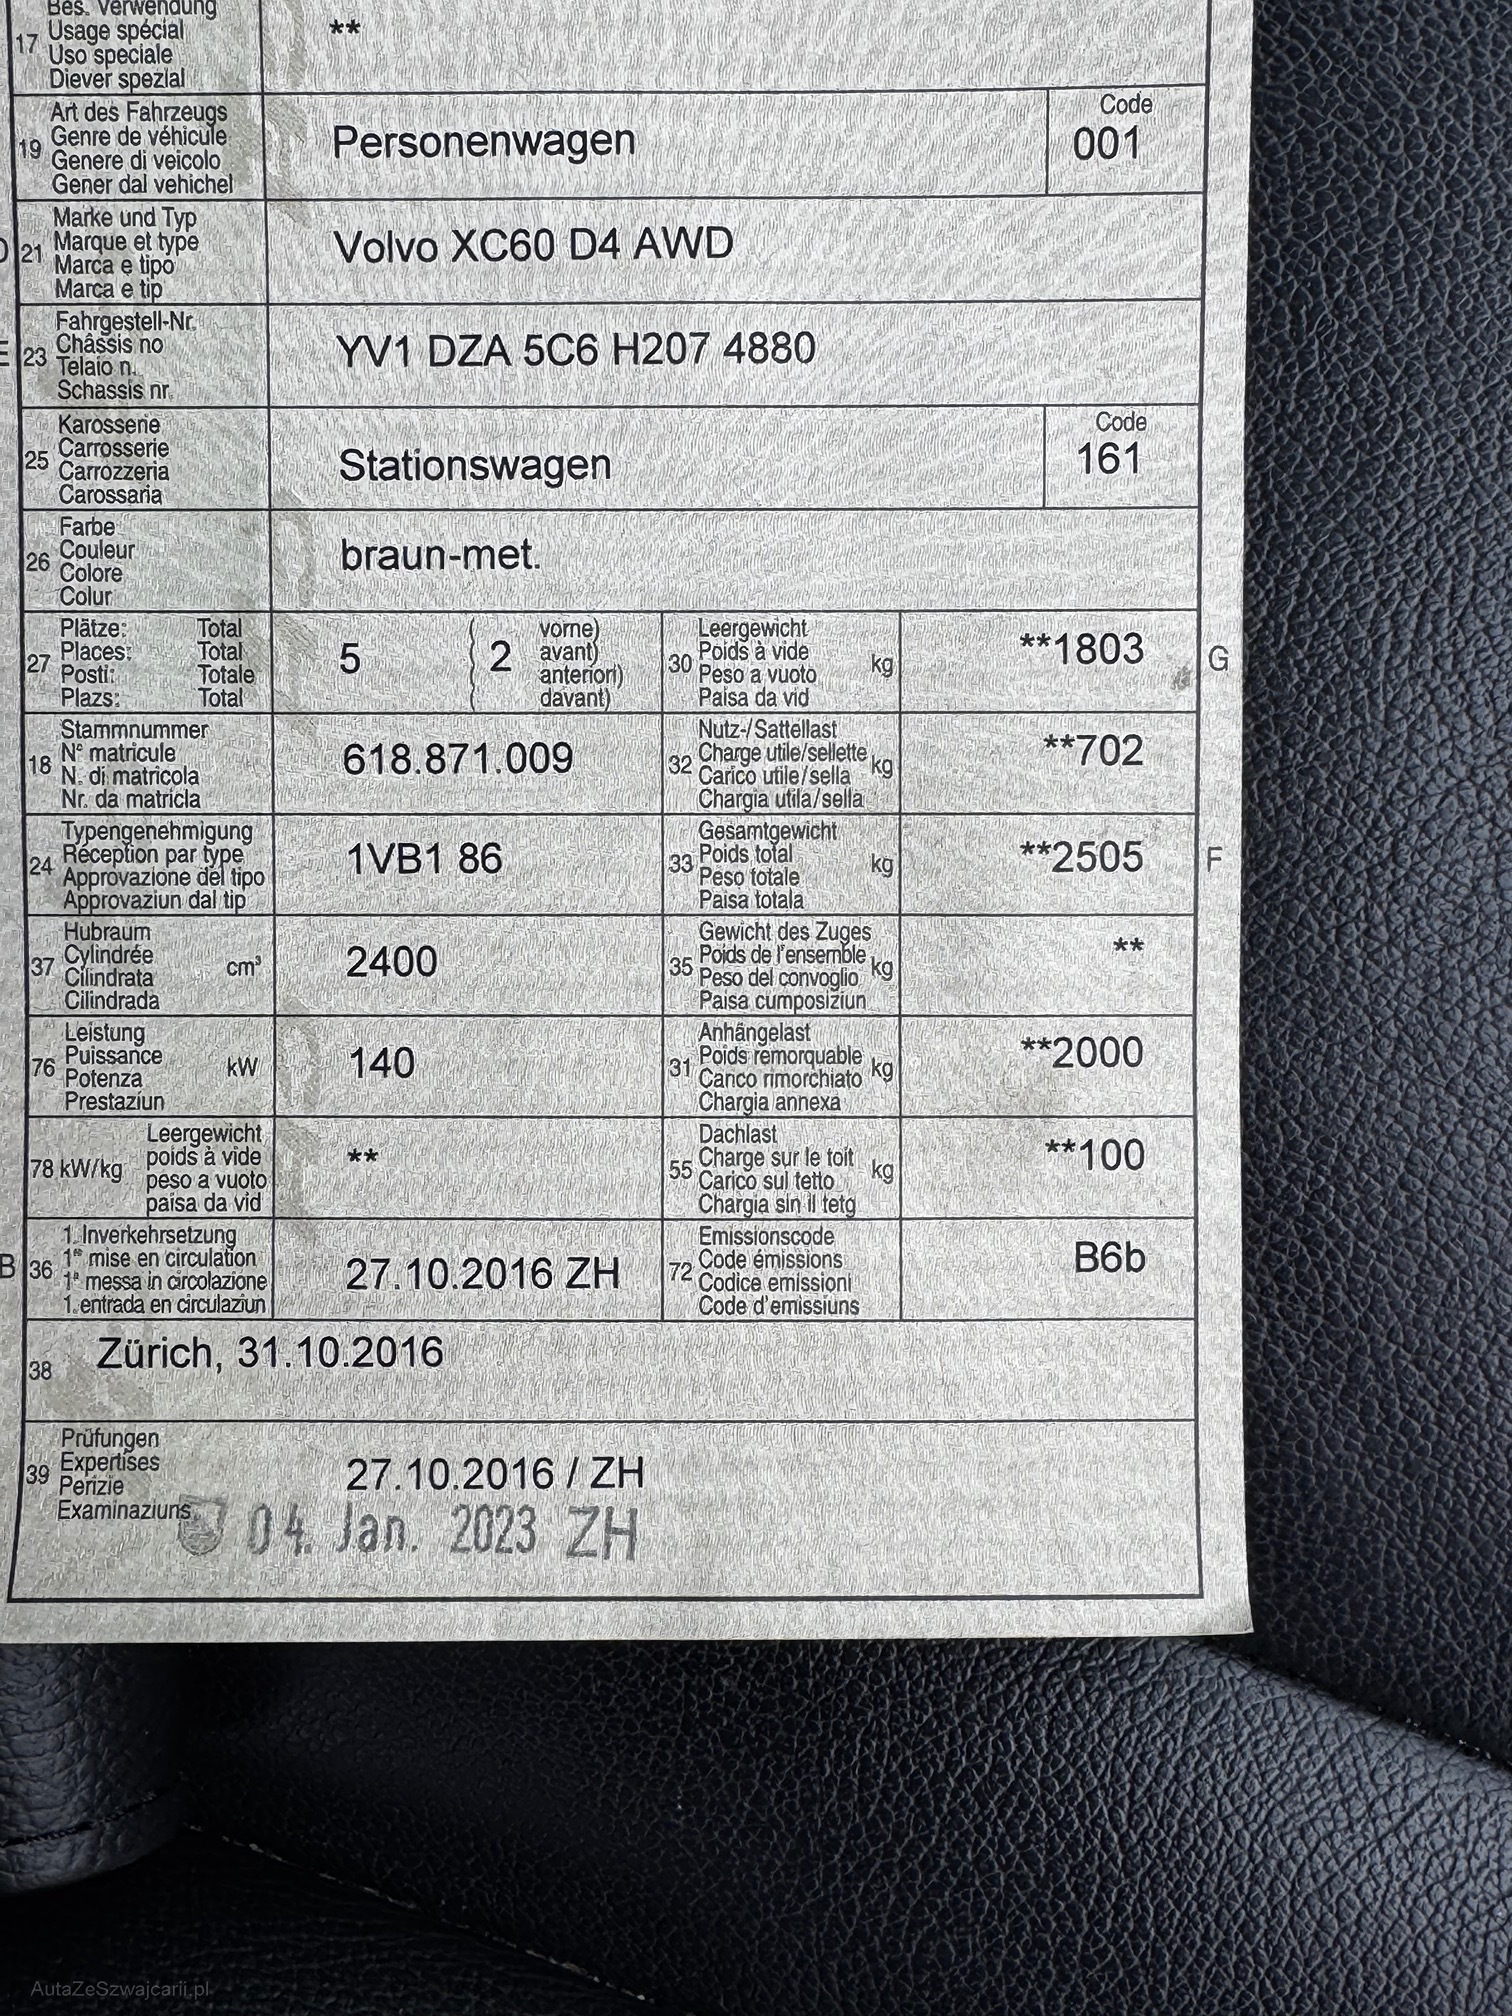 Bes. Verwendung
17 Usage spécial **
Uso speciale
Diever spezial
Art des Fahrzeugs Code
19 Genre de véhicule Personenwagen 001
Genere di veicolo
Gener dal vehichel
Marke und Typ
D 21 Marque et type Volvo XC60 D4 AWD
Marca e tipo
Marca e tip
Fahrgestell-Nr.
E 23 Châssis no YV1 DZA 5C6 H207 4880
Telaio n.
Schassis nr.
Karosserie Code
25 Carrosserie Stationswagen 161
Carrozzeria
Carossaria
Farbe
26 Couleur braun-met.
Colore
Colur
Plätze: Total vorne) Leergewicht
27 Places: Total 5 (2 avant) 30 Poids à vide kg **1803 G
Posti: Totale anteriori) Peso a vuoto
Plazs: Total davant) Paisa da vid
Stammnummer Nutz-/Sattellast
18 N° matricule 618.871.009 32 Charge utile/sellette kg **702
N. di matricola Carico utile/sella
Nr. da matricla Chargia utila/sella
Typengenehmigung Gesamtgewicht
24 Réception par type 1VB1 86 33 Poids total kg **2505 F
Approvazione del tipo Peso totale
Approvaziun dal tip Paisa totala
Hubraum Gewicht des Zuges
37 Cylindrée cm³ 2400 35 Poids de l'ensemble kg **
Cilindrata Peso del convoglio
Cilindrada Paisa cumposiziun
Leistung Anhängelast
76 Puissance kW 140 31 Poids remorquable kg **2000
Potenza Carico rimorchiato
Prestaziun Chargia annexa
Leergewicht Dachlast
78 kW/kg poids à vide ** 55 Charge sur le toit kg **100
peso a vuoto Carico sul tetto
paisa da vid Chargia sin il tetg
1. Inverkehrsetzung Emissionscode
B 36 1re mise en circulation 27.10.2016 ZH 72 Code émissions B6b
1a messa in circolazione Codice emissioni
1. entrada en circulaziun Code d'emissiuns
38 Zürich, 31.10.2016
Prüfungen
39 Expertises 27.10.2016 / ZH
Perizie
Examinaziuns
04. Jan. 2023 ZH
AutaZeSzwajcarii.pl